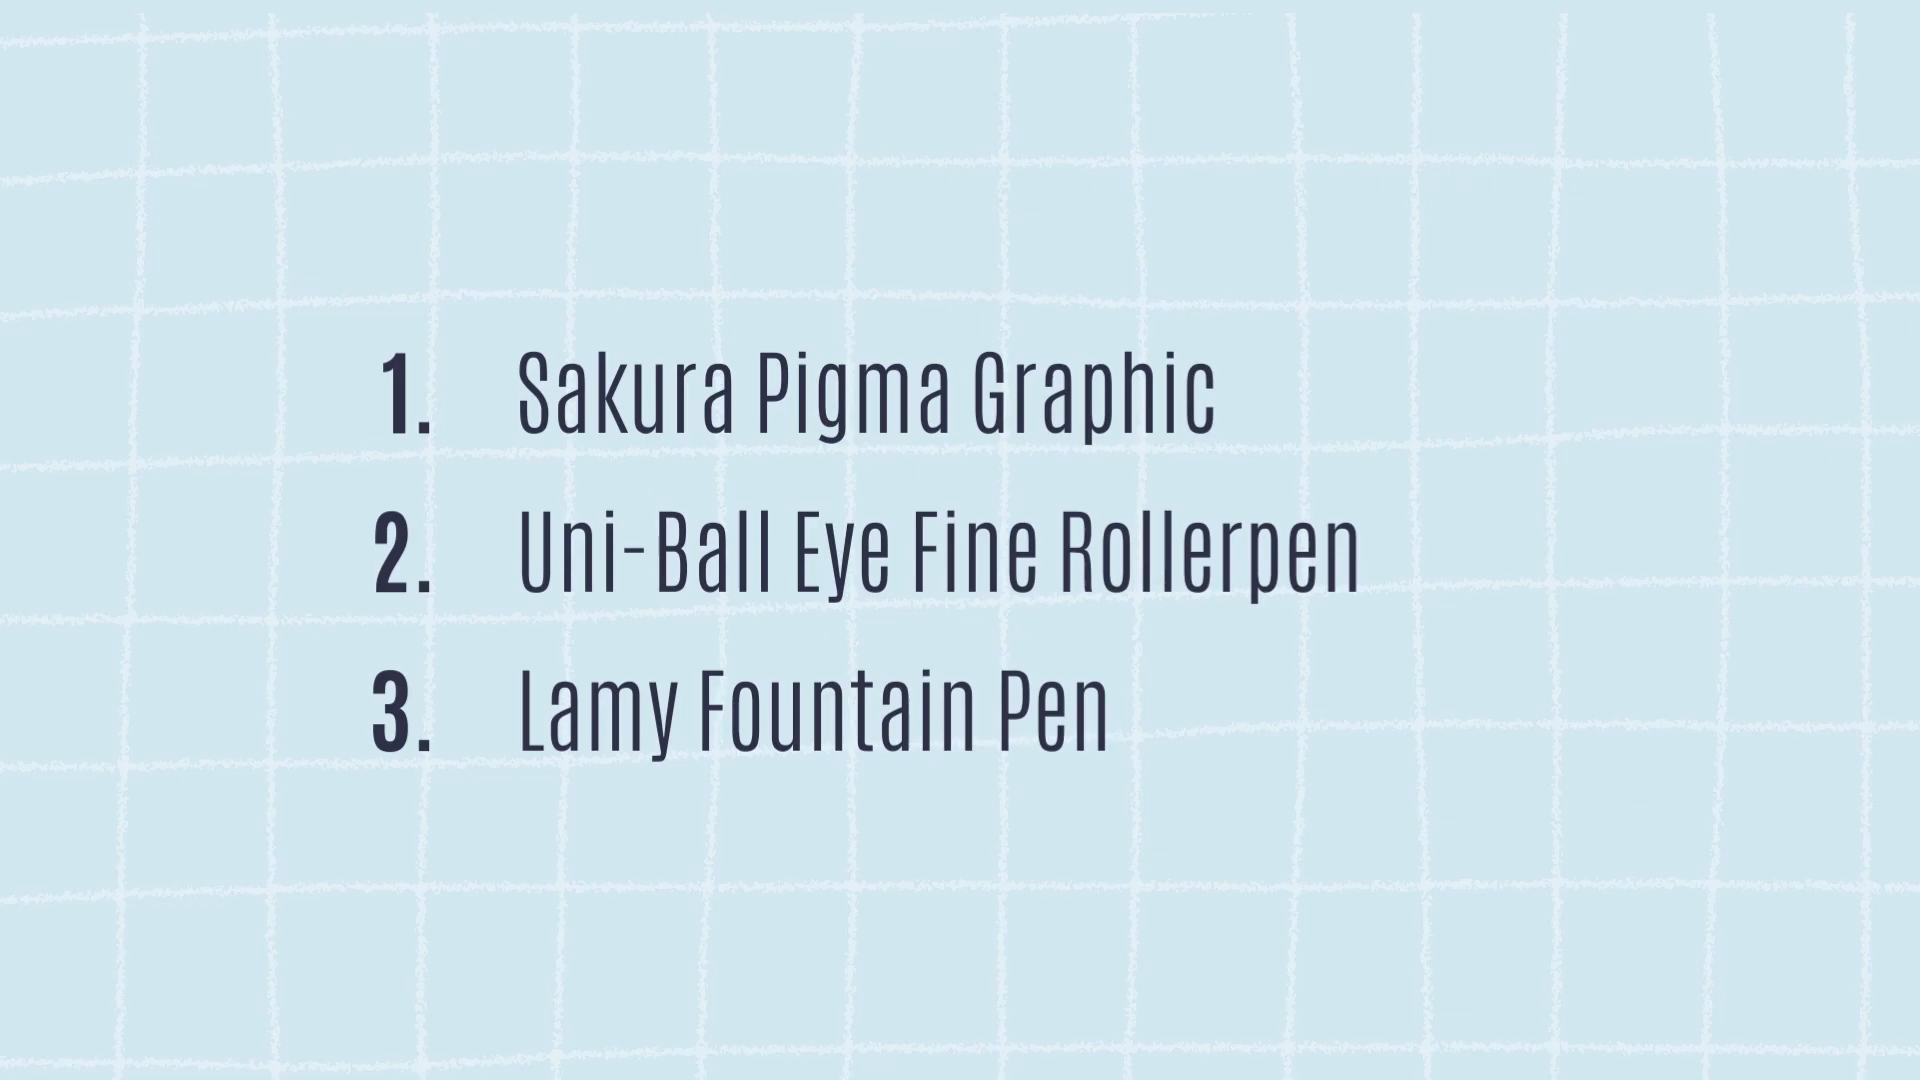 1. Sakura Pigma Graphic
2. Uni-Ball Eye Fine Rollerpen
3. Lamy Fountain Pen